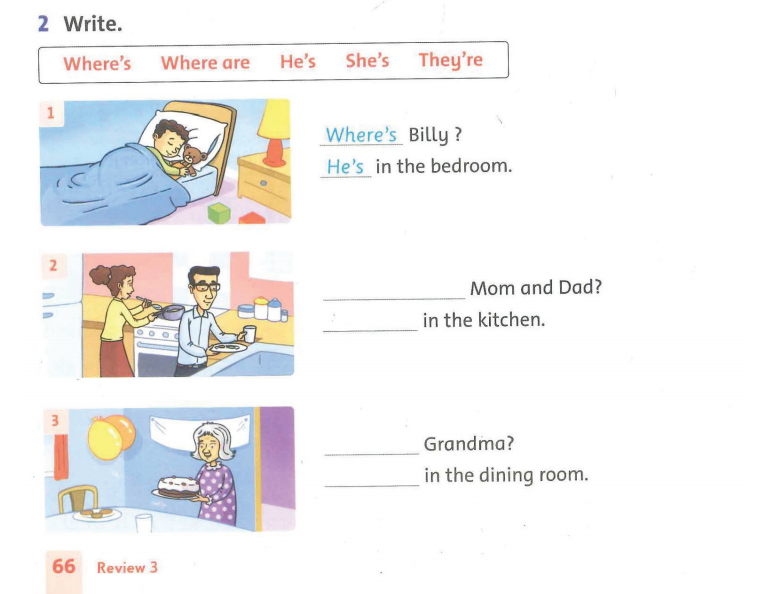 2 Write.
Where's Where are He's She's They're
1
Where's Billy ?
He's in the bedroom.
2
Mom and Dad?
in the kitchen.
3
Grandma?
in the dining room.
66 Review 3